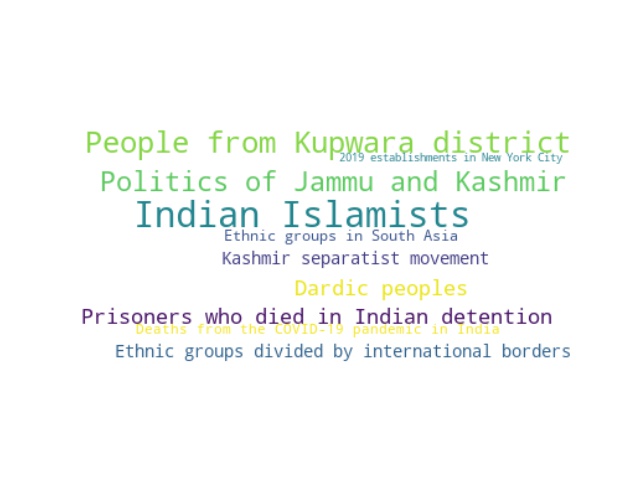 People from Kupwara district
2019 establishments in New York City
Politics of Jammu and Kashmir
Indian Islamists
Ethnic groups in South Asia
Kashmir separatist movement
Dardic peoples
Prisoners who died in Indian detention
Deaths from the COVID-19 pandemic in India
Ethnic groups divided by international borders